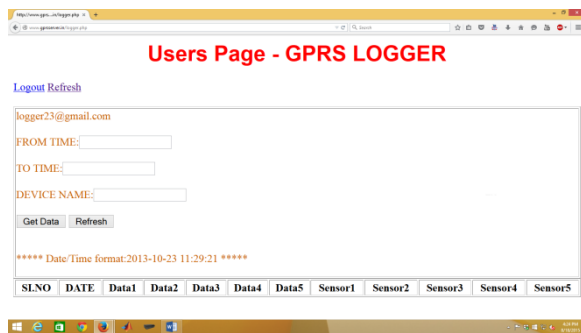 Users Page - GPRS LOGGER
Logout Refresh
logger23@gmail.com
FROM TIME:
TO TIME:
DEVICE NAME:
Get Data Refresh
***** Date/Time format:2013-10-23 11:29:21 *****
SI.NO DATE Data1 Data2 Data3 Data4 Data5 Sensor1 Sensor2 Sensor3 Sensor4 Sensor5